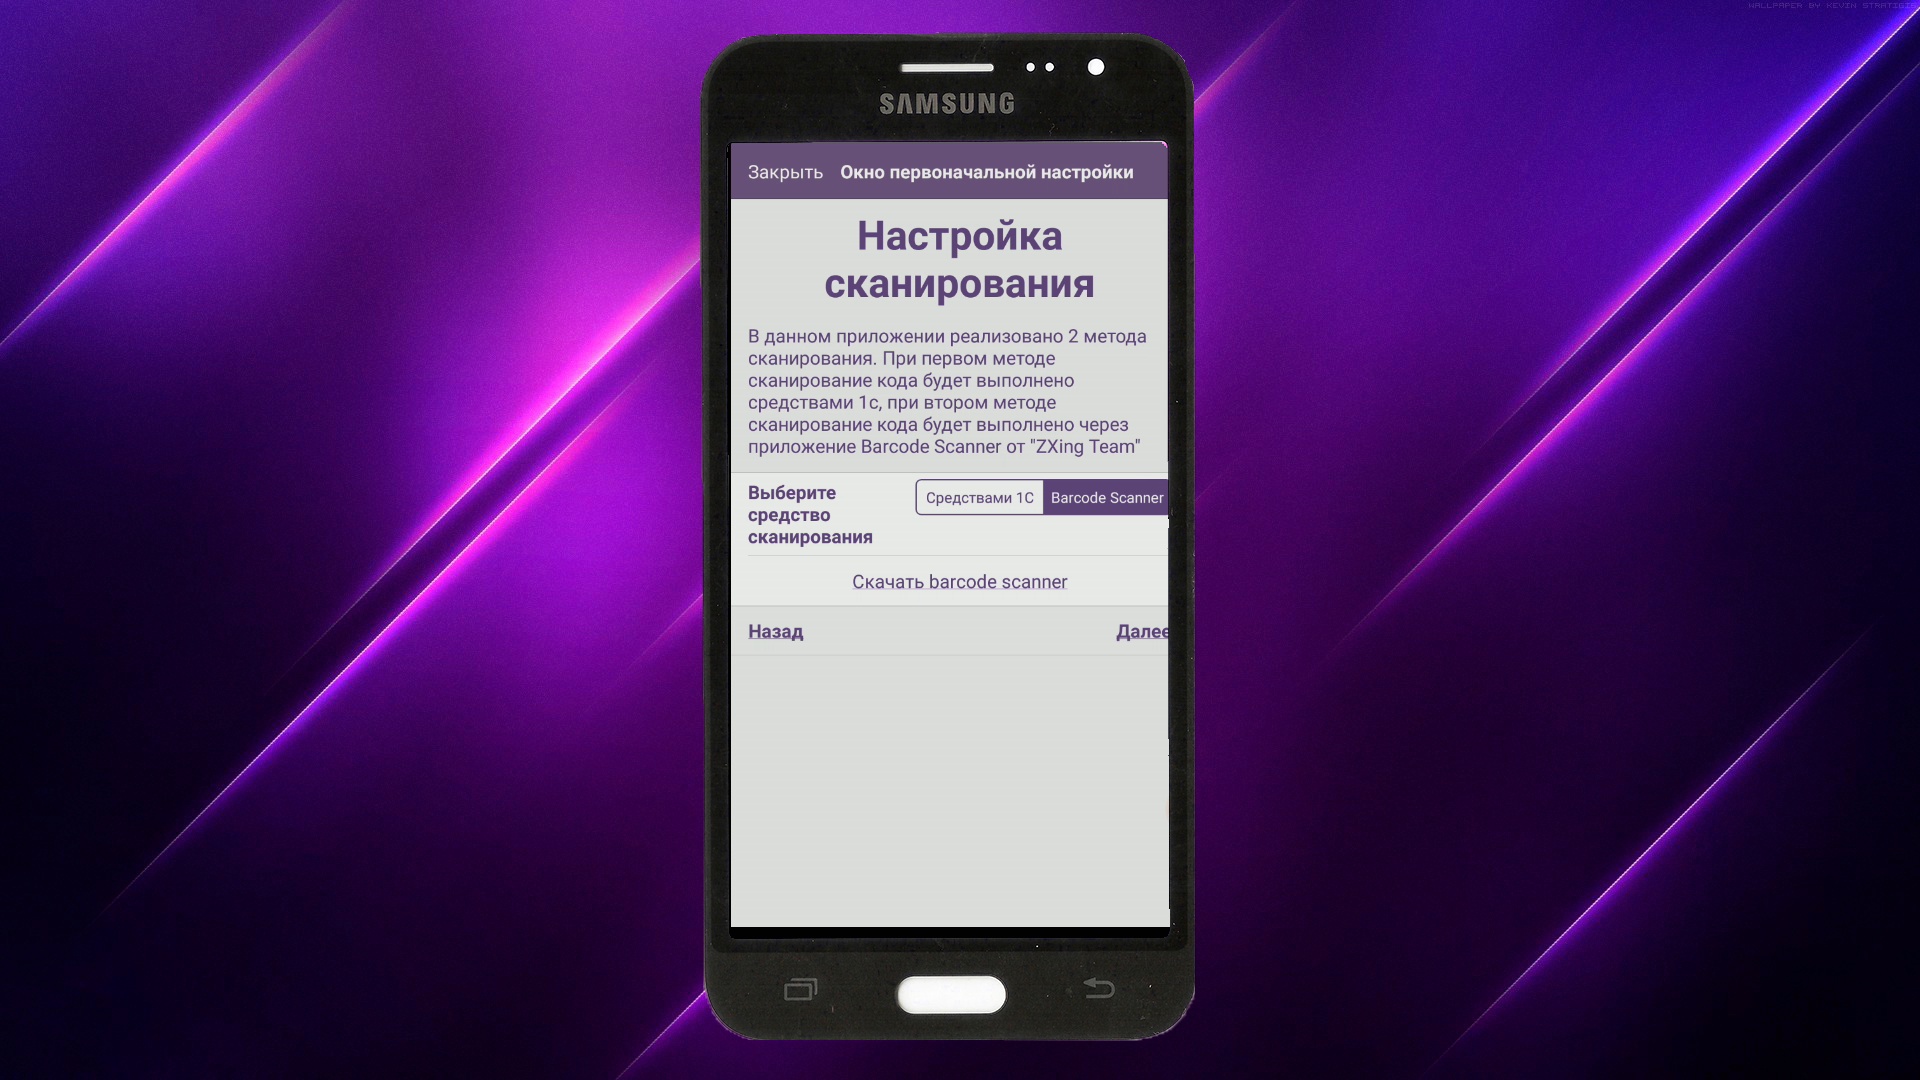 WALLPAPER BY KEVIN STRATIGIS
SAMSUNG
Закрыть Окно первоначальной настройки
Настройка
сканирования
В данном приложении реализовано 2 метода
сканирования. При первом методе
сканирование кода будет выполнено
средствами 1с, при втором методе
сканирование кода будет выполнено через
приложение Barcode Scanner от "ZXing Team"
Выберите
средство
сканирования
Средствами 1С Barcode Scanner
Скачать barcode scanner
Назад Далее